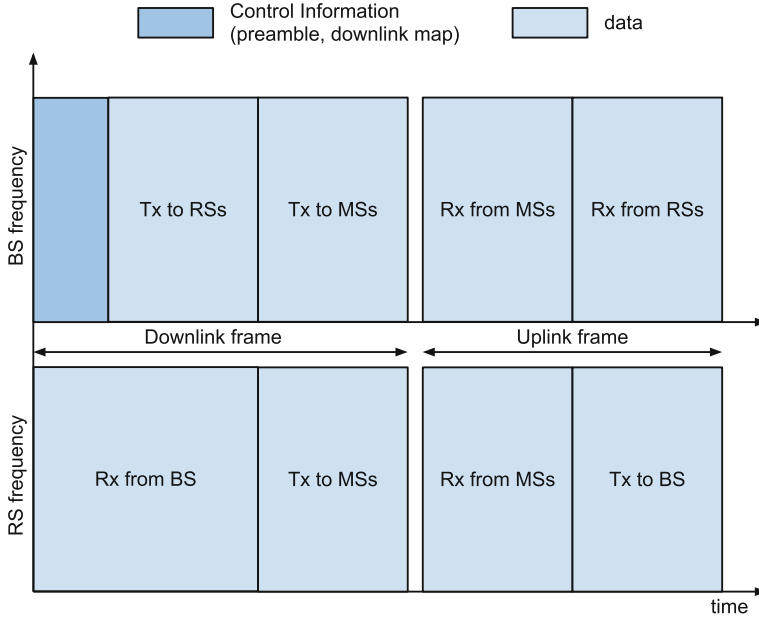 Control Information
(preamble, downlink map)
data
BS frequency
Tx to RSs
Tx to MSs
Rx from MSs
Rx from RSs
Downlink frame
Uplink frame
RS frequency
Rx from BS
Tx to MSs
Rx from MSs
Tx to BS
time